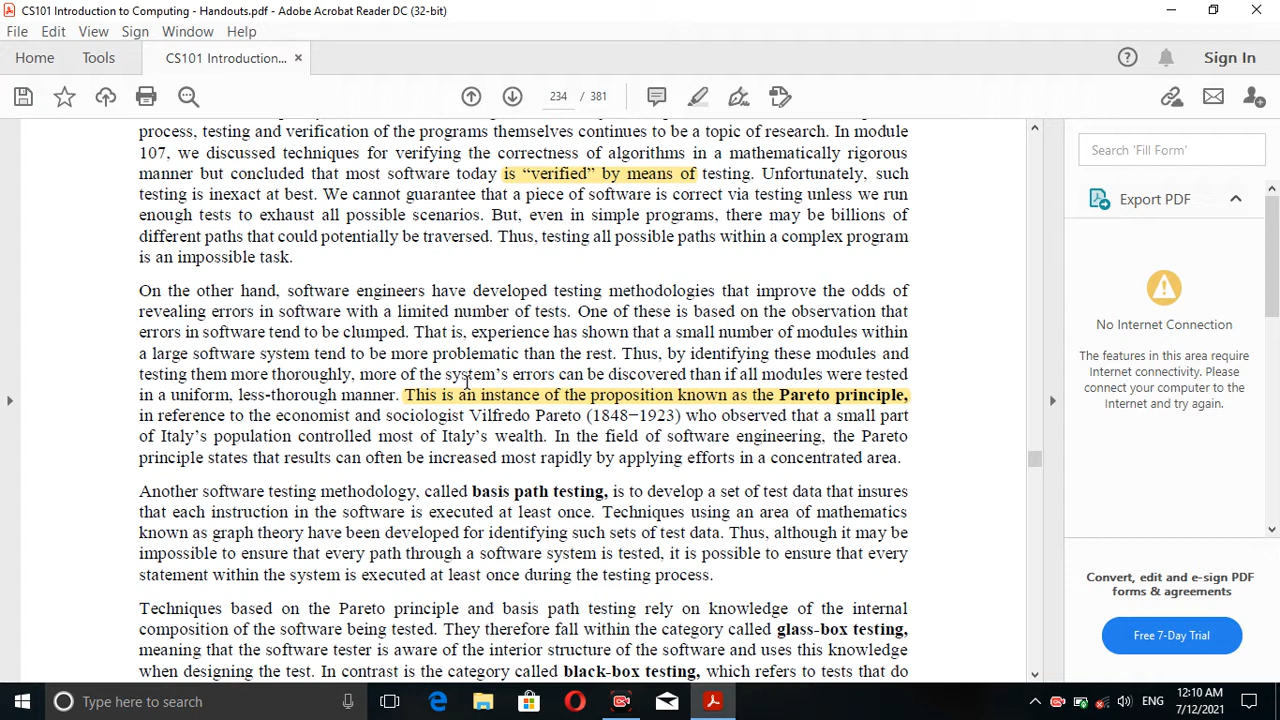 CS101 Introduction to Computing - Handouts.pdf - Adobe Acrobat Reader DC (32-bit)
File Edit View Sign Window Help
Home Tools CS101 Introduction... × Sign In
234 / 381
process, testing and verification of the programs themselves continues to be a topic of research. In module
107, we discussed techniques for verifying the correctness of algorithms in a mathematically rigorous
manner but concluded that most software today is “verified” by means of testing. Unfortunately, such
testing is inexact at best. We cannot guarantee that a piece of software is correct via testing unless we run
enough tests to exhaust all possible scenarios. But, even in simple programs, there may be billions of
different paths that could potentially be traversed. Thus, testing all possible paths within a complex program
is an impossible task.
On the other hand, software engineers have developed testing methodologies that improve the odds of
revealing errors in software with a limited number of tests. One of these is based on the observation that
errors in software tend to be clumped. That is, experience has shown that a small number of modules within
a large software system tend to be more problematic than the rest. Thus, by identifying these modules and
testing them more thoroughly, more of the system’s errors can be discovered than if all modules were tested
in a uniform, less-thorough manner. This is an instance of the proposition known as the Pareto principle,
in reference to the economist and sociologist Vilfredo Pareto (1848−1923) who observed that a small part
of Italy’s population controlled most of Italy’s wealth. In the field of software engineering, the Pareto
principle states that results can often be increased most rapidly by applying efforts in a concentrated area.
Another software testing methodology, called basis path testing, is to develop a set of test data that insures
that each instruction in the software is executed at least once. Techniques using an area of mathematics
known as graph theory have been developed for identifying such sets of test data. Thus, although it may be
impossible to ensure that every path through a software system is tested, it is possible to ensure that every
statement within the system is executed at least once during the testing process.
Techniques based on the Pareto principle and basis path testing rely on knowledge of the internal
composition of the software being tested. They therefore fall within the category called glass-box testing,
meaning that the software tester is aware of the interior structure of the software and uses this knowledge
when designing the test. In contrast is the category called black-box testing, which refers to tests that do
Search 'Fill Form'
Export PDF
No Internet Connection
The features in this area require
Internet connectivity. Please
connect your computer to the
Internet and try again.
Convert, edit and e-sign PDF
forms & agreements
Free 7-Day Trial
Type here to search
ENG
12:10 AM
7/12/2021